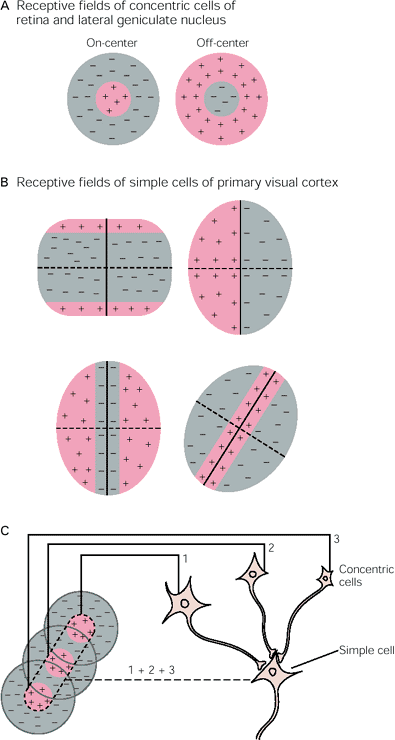 A Receptive fields of concentric cells of
retina and lateral geniculate nucleus
On-center Off-center
B Receptive fields of simple cells of primary visual cortex
C
3
2
1
Concentric
cells
Simple cell
1 + 2 + 3